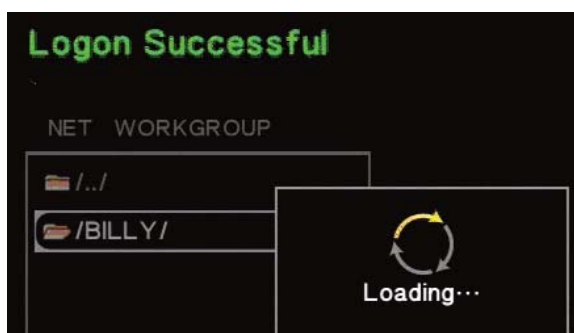 Logon Successful
NET WORKGROUP
/../
/BILLY/
Loading···